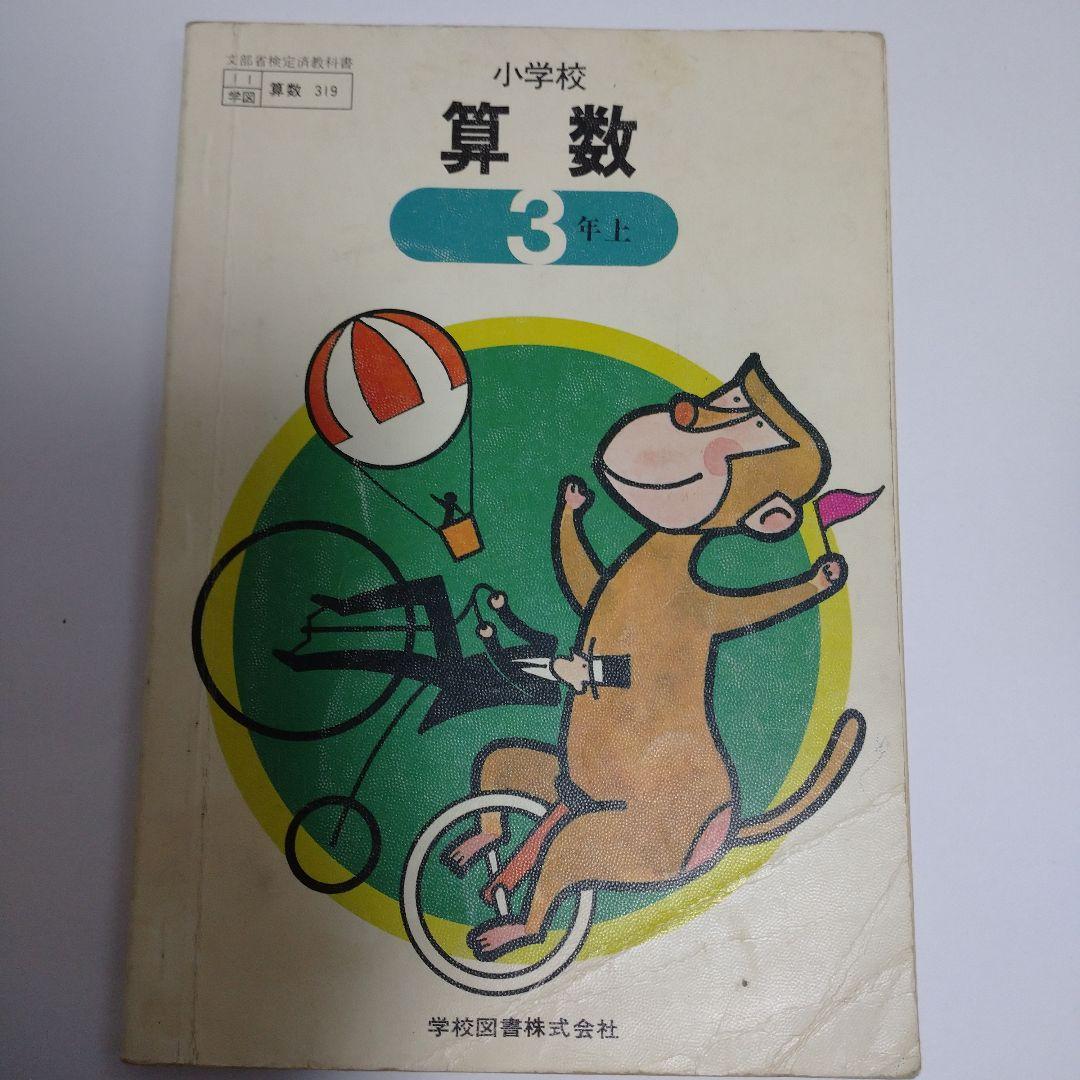 文部省検定済教科書
11
学図 算数 319
小学校
算数
3年上
学校図書株式会社